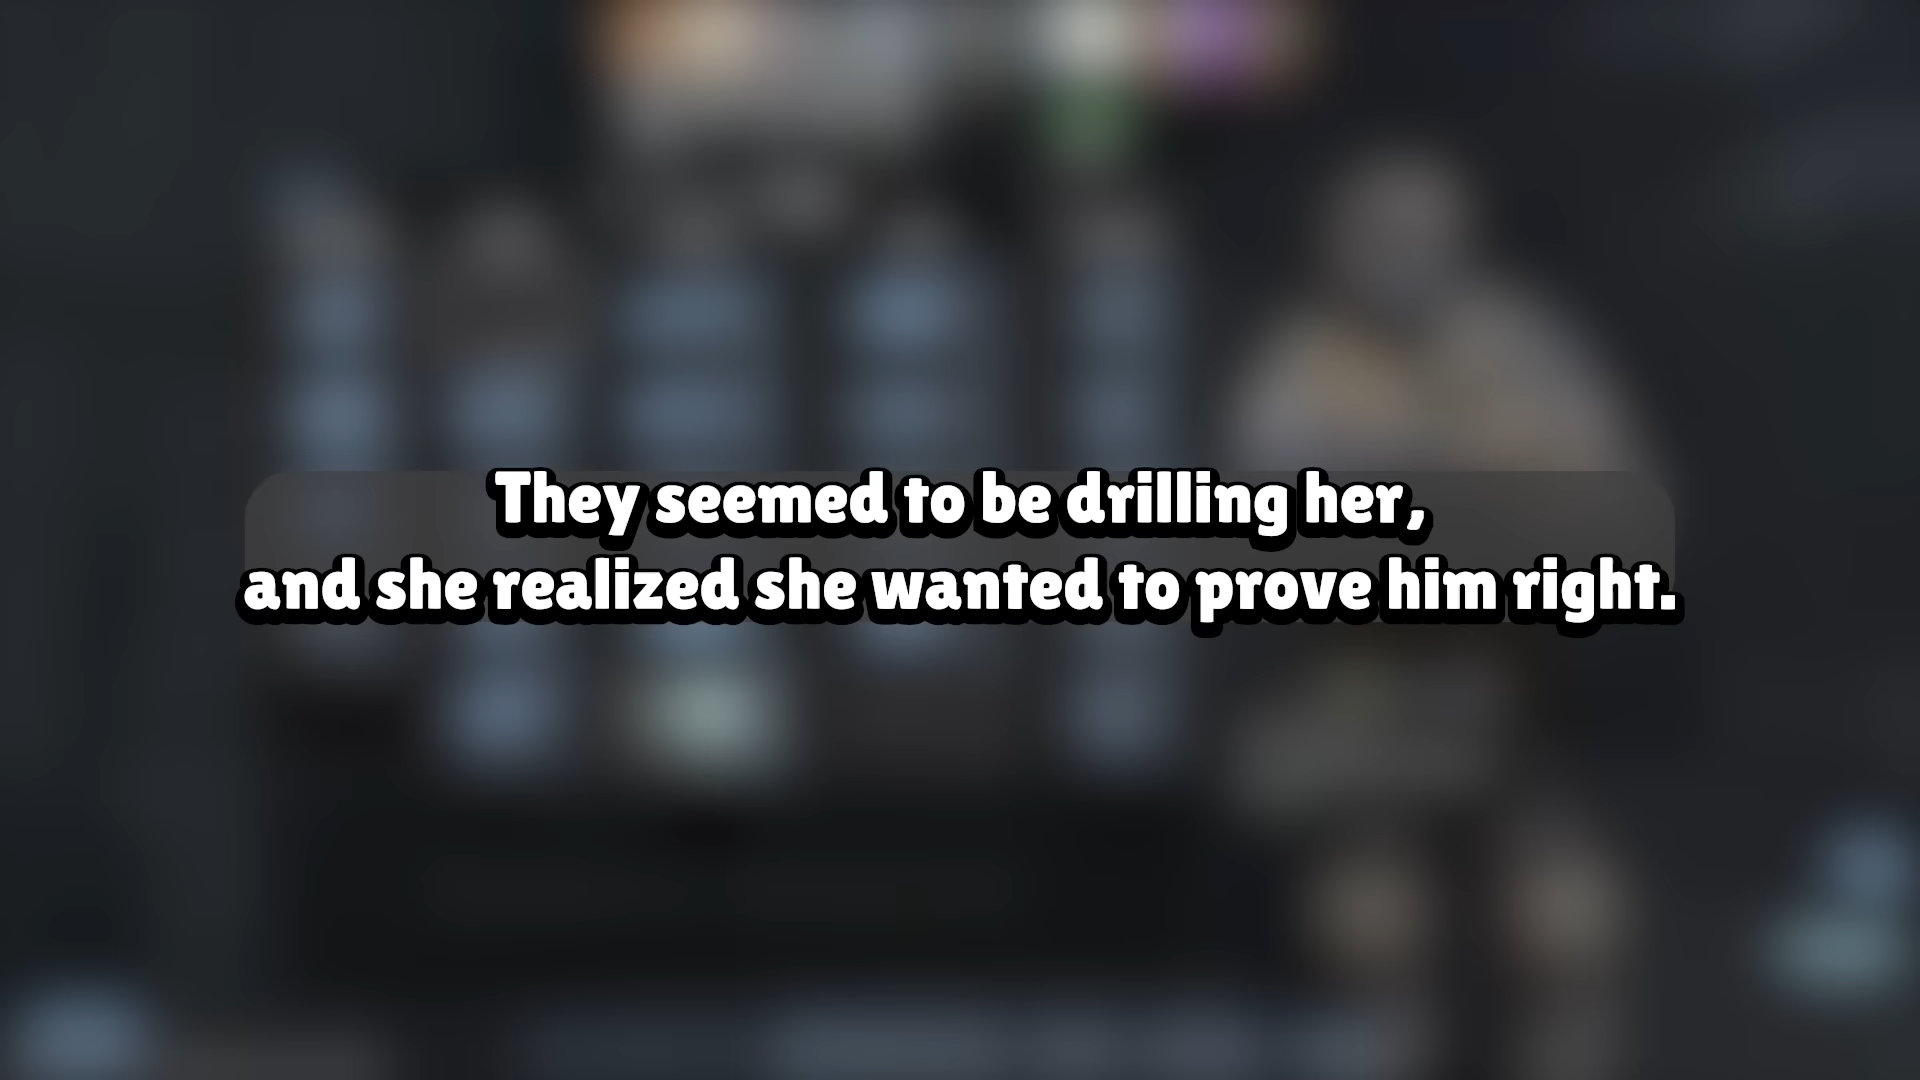 They seemed to be drilling her,
and she realized she wanted to prove him right.